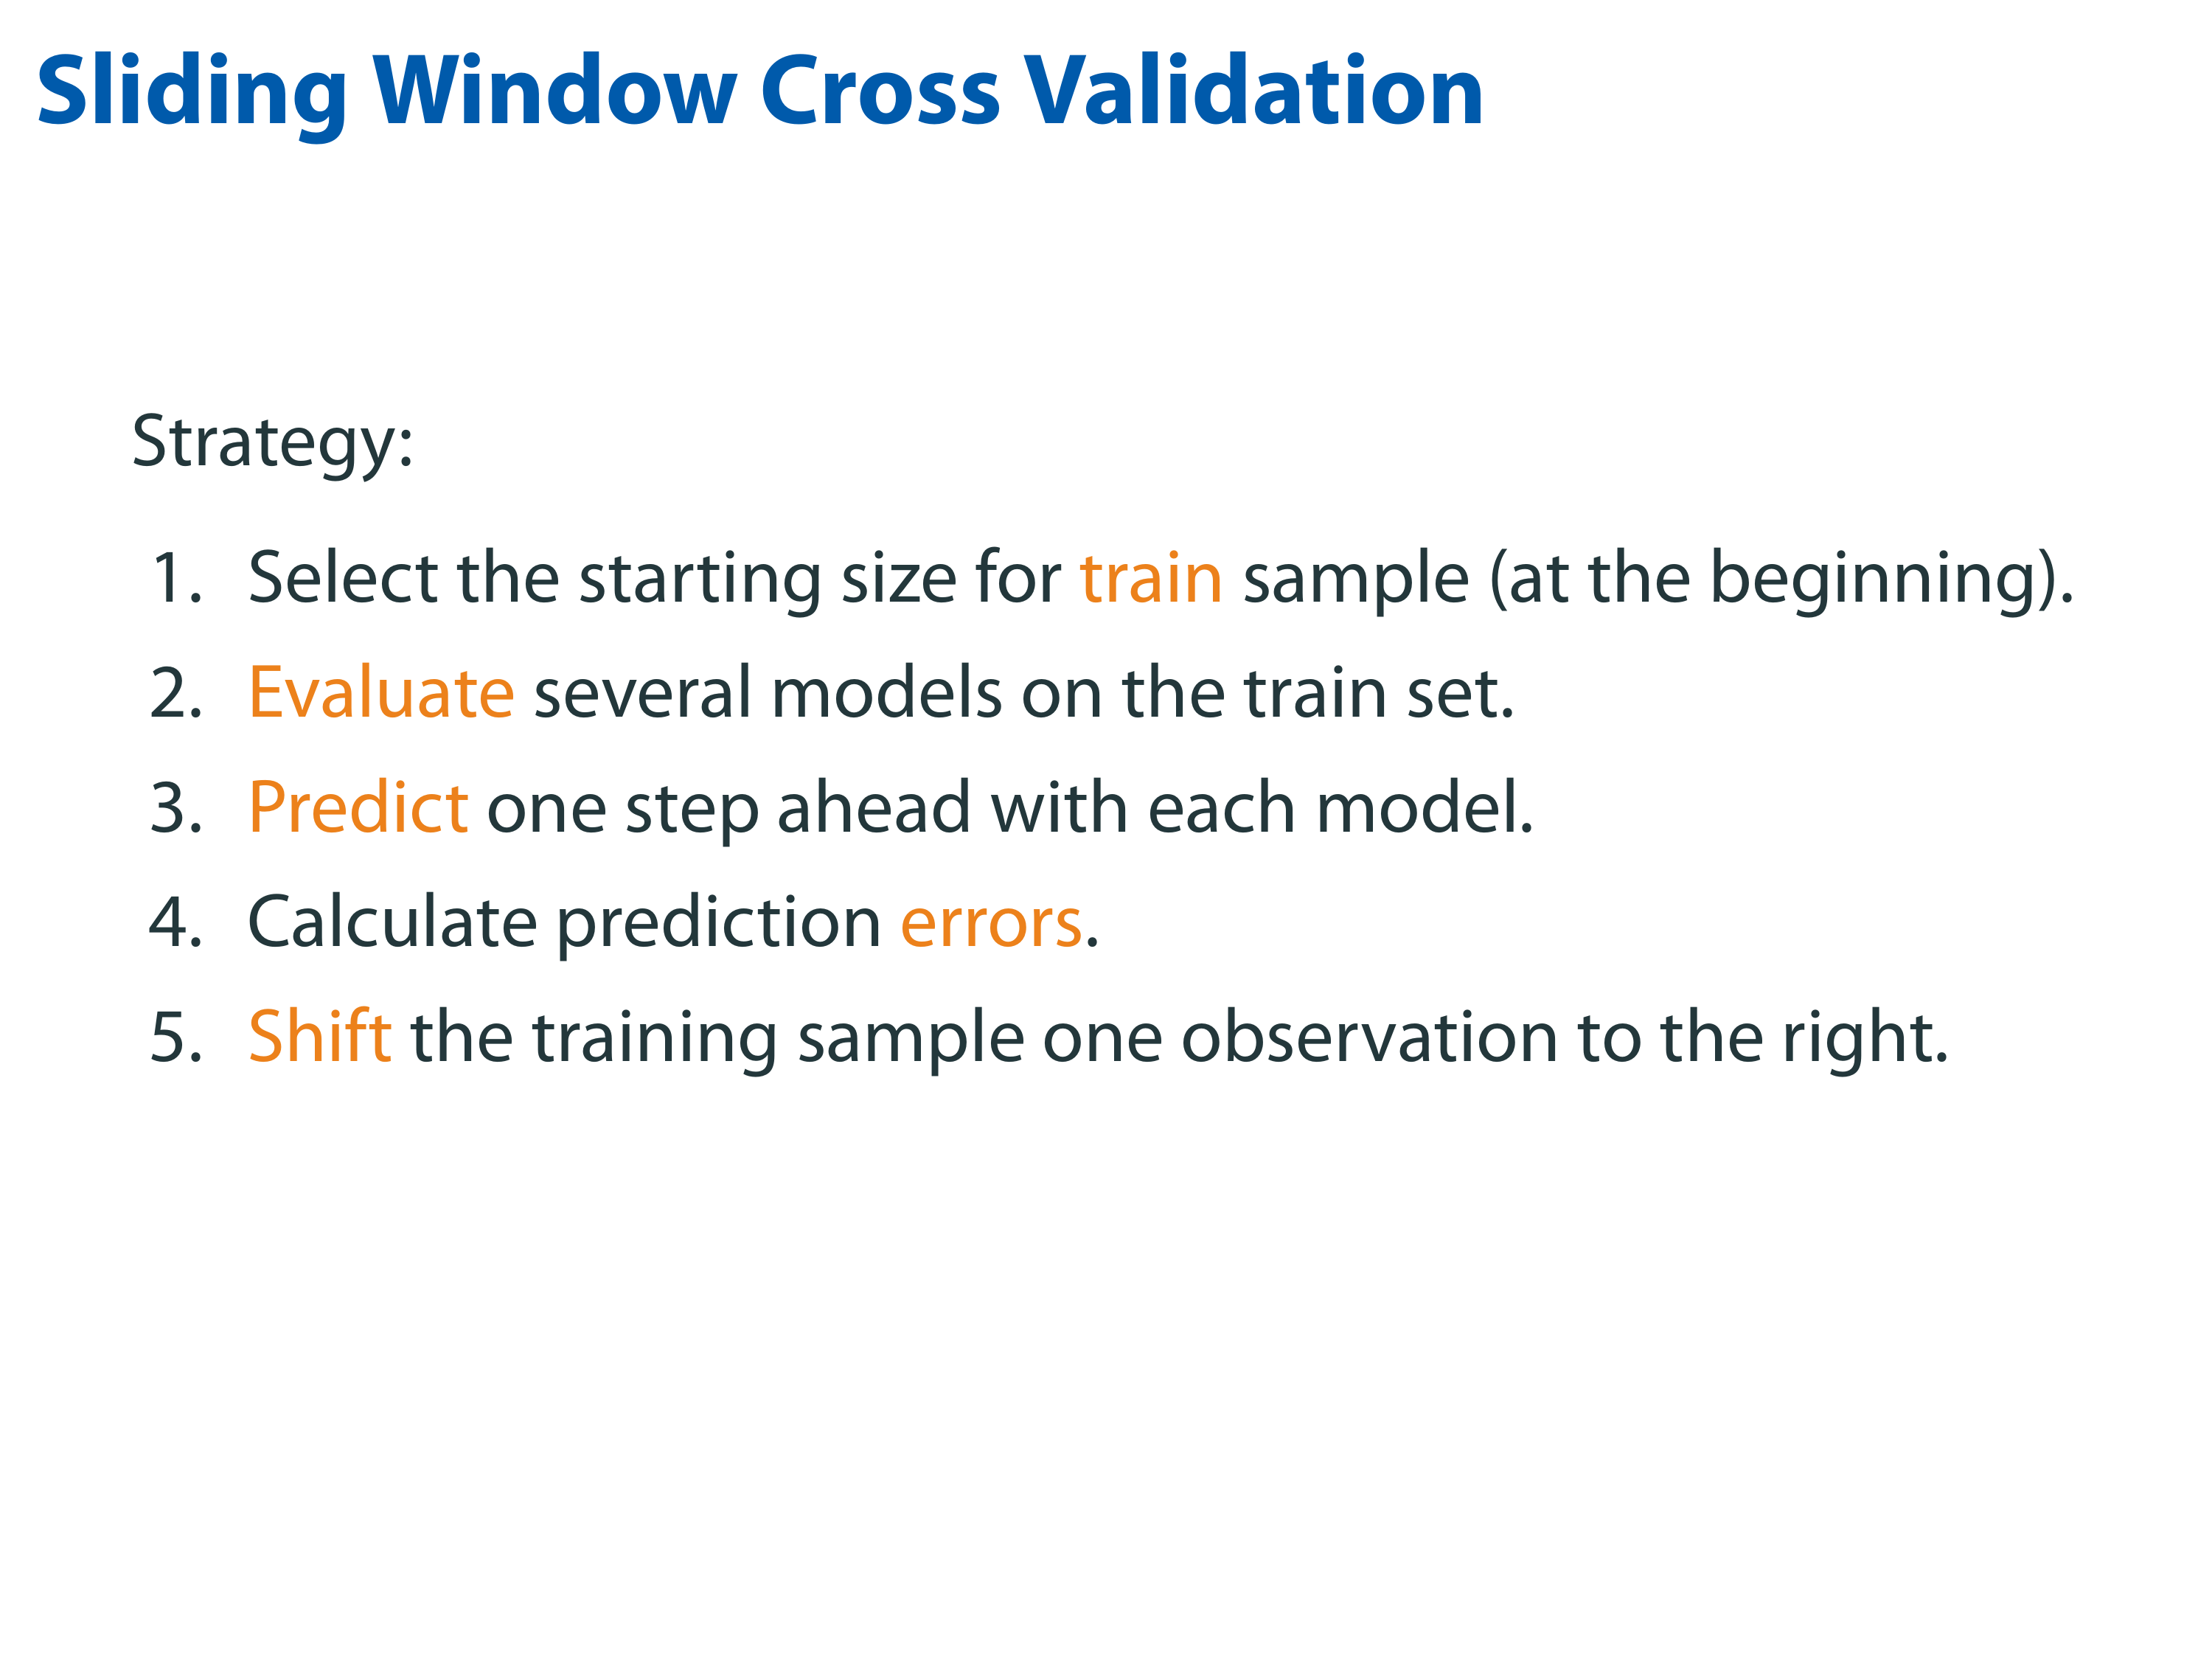 Sliding Window Cross Validation
Strategy:
1. Select the starting size for train sample (at the beginning).
2. Evaluate several models on the train set.
3. Predict one step ahead with each model.
4. Calculate prediction errors.
5. Shift the training sample one observation to the right.